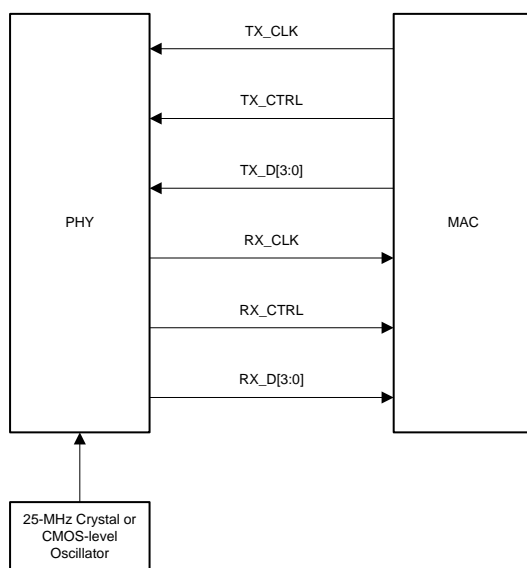 TX_CLK
TX_CTRL
TX_D[3:0]
PHY
MAC
RX_CLK
RX_CTRL
RX_D[3:0]
25-MHz Crystal or
CMOS-level
Oscillator